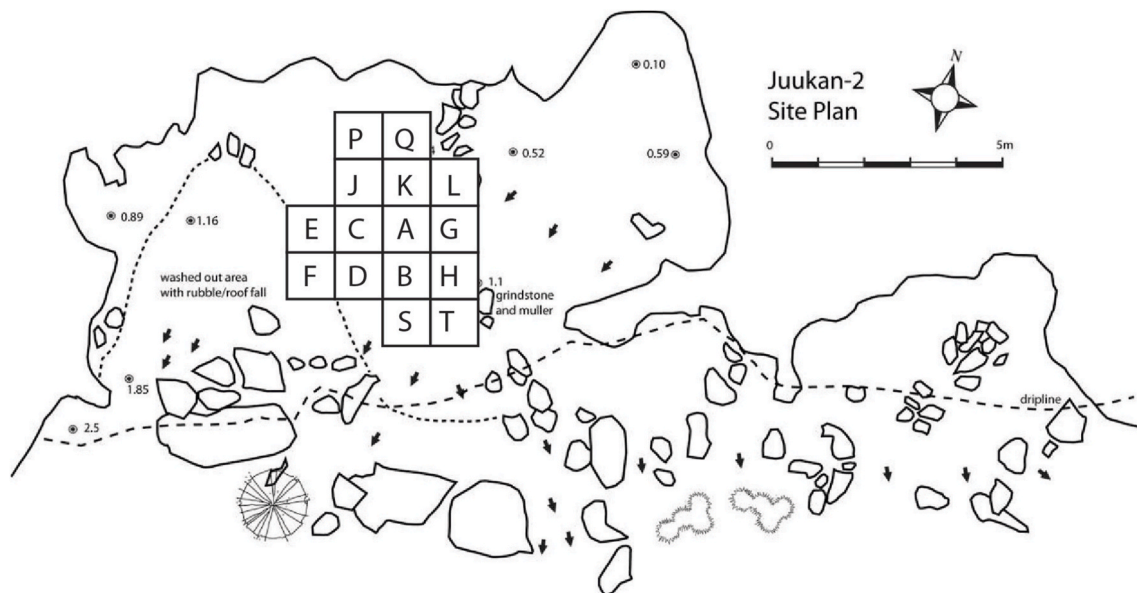 Juukan-2
Site Plan
N
0
5m
0.10
0.52
0.59
0.89
1.16
P
Q
J
K
L
E
C
A
G
F
D
B
H
S
T
washed out area
with rubble/roof fall
1.1
grindstone
and muller
1.85
2.5
dripline